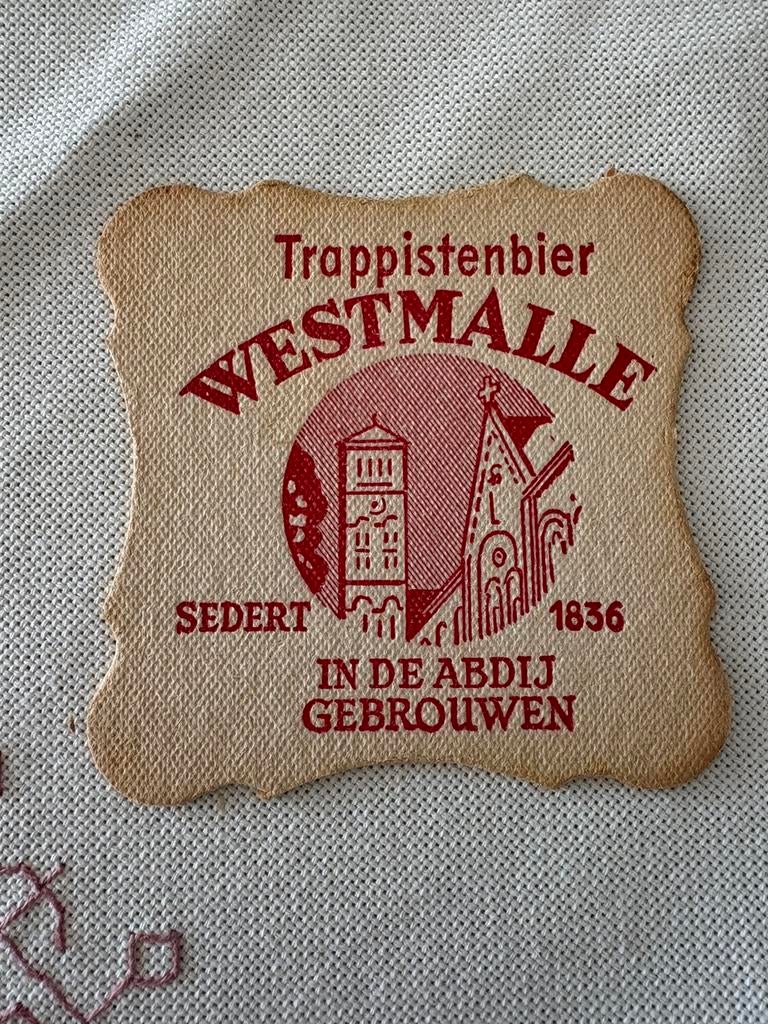 Trappistenbier
WESTMALLE
SEDERT 1836
IN DE ABDIJ
GEBROUWEN